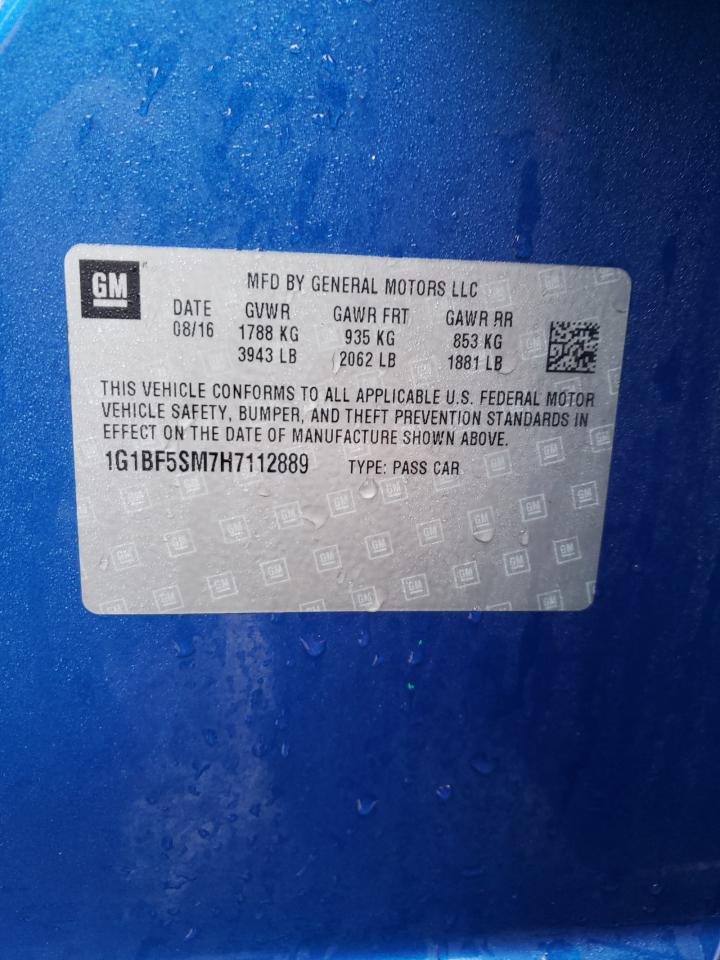 GM
MFD BY GENERAL MOTORS LLC
DATE GVWR GAWR FRT GAWR RR
08/16 1788 KG 935 KG 853 KG
3943 LB 2062 LB 1881 LB
THIS VEHICLE CONFORMS TO ALL APPLICABLE U.S. FEDERAL MOTOR
VEHICLE SAFETY, BUMPER, AND THEFT PREVENTION STANDARDS IN
EFFECT ON THE DATE OF MANUFACTURE SHOWN ABOVE.
1G1BF5SM7H7112889 TYPE: PASS CAR